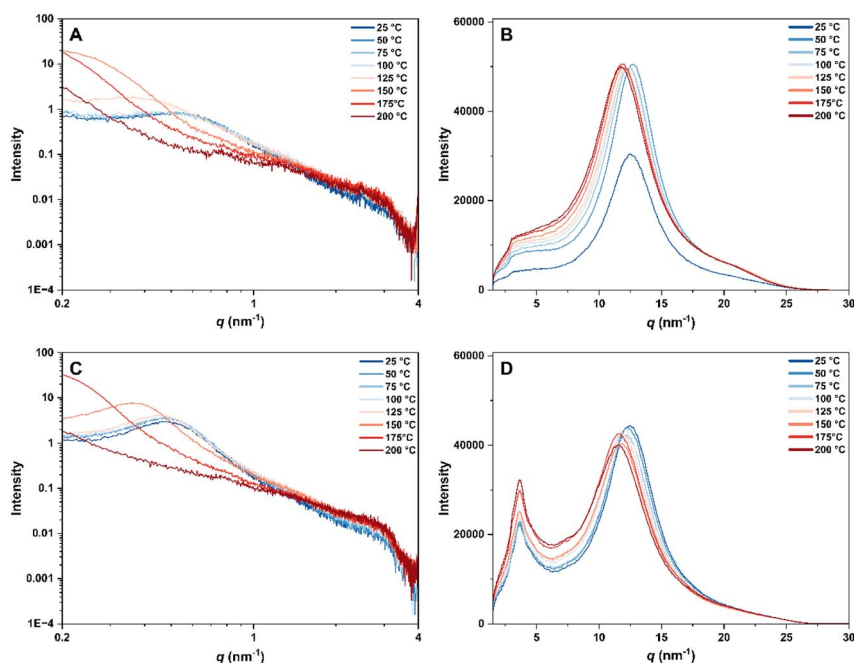 A
100
10
1
0.1
0.01
0.001
1E−4
Intensity
0.2
1
4
q (nm⁻¹)
25 °C
50 °C
75 °C
100 °C
125 °C
150 °C
175°C
200 °C
B
60000
40000
20000
0
Intensity
5
10
15
20
25
30
q (nm⁻¹)
25 °C
50 °C
75 °C
100 °C
125 °C
150 °C
175°C
200 °C
C
100
10
1
0.1
0.01
0.001
1E−4
Intensity
0.2
1
4
q (nm⁻¹)
25 °C
50 °C
75 °C
100 °C
125 °C
150 °C
175°C
200 °C
D
60000
40000
20000
0
Intensity
5
10
15
20
25
30
q (nm⁻¹)
25 °C
50 °C
75 °C
100 °C
125 °C
150 °C
175°C
200 °C